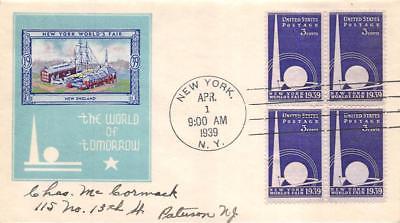 NEW YORK WORLD'S FAIR
19 39
NEW ENGLAND
the WORLD
of
tomorrow
NEW YORK,
APR.
1
9:00 AM
1939
N.Y.
UNITED STATES
POSTAGE
3 cents
NEW YORK
WORLD'S FAIR 1939
UNITED STATES
POSTAGE
3 cents
NEW YORK
WORLD'S FAIR 1939
UNITED STATES
POSTAGE
3 cents
NEW YORK
WORLD'S FAIR 1939
UNITED STATES
POSTAGE
3 cents
NEW YORK
WORLD'S FAIR 1939
Chas. Mc Cormack
115 No. 13th St Paterson NJ